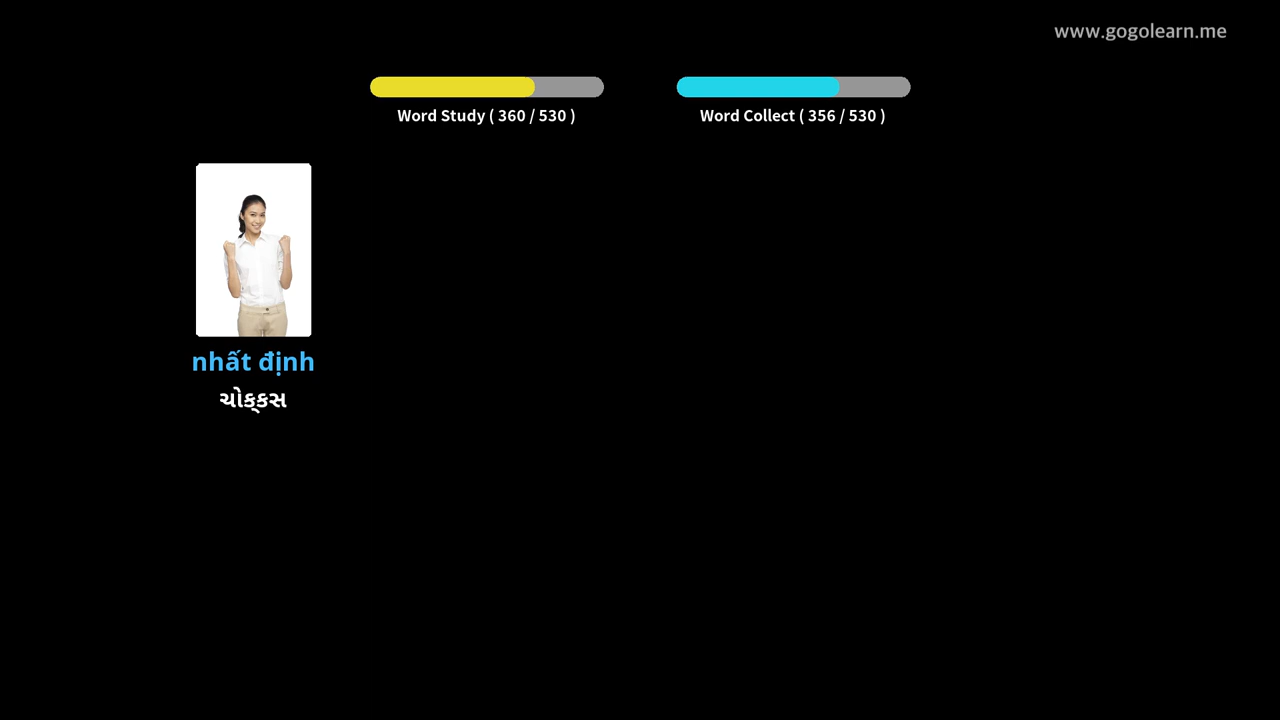 www.gogolearn.me
Word Study ( 360 / 530 )
Word Collect ( 356 / 530 )
nhất định
ચોક્કસ